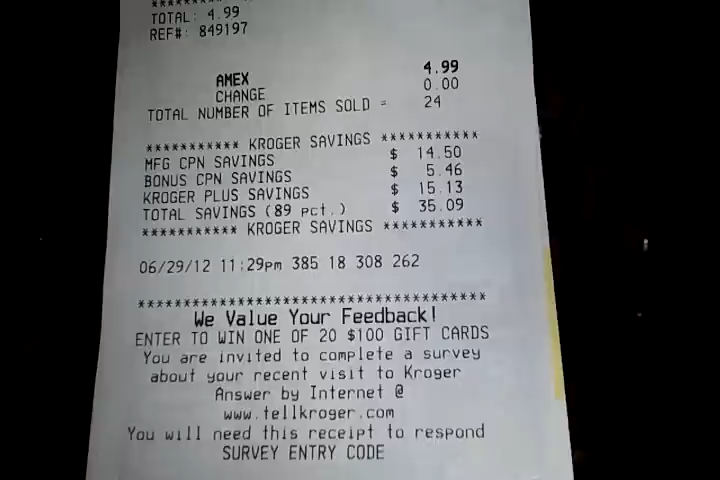 TOTAL: 4.99
REF#: 849197
AMEX 4.99
CHANGE 0.00
TOTAL NUMBER OF ITEMS SOLD = 24
*********** KROGER SAVINGS ***********
MFG CPN SAVINGS $ 14.50
BONUS CPN SAVINGS $ 5.46
KROGER PLUS SAVINGS $ 15.13
TOTAL SAVINGS (89 pct.) $ 35.09
*********** KROGER SAVINGS ***********
06/29/12 11:29pm 385 18 308 262
****************************************
We Value Your Feedback!
ENTER TO WIN ONE OF 20 $100 GIFT CARDS
You are invited to complete a survey
about your recent visit to Kroger
Answer by Internet @
www.tellkroger.com
You will need this receipt to respond
SURVEY ENTRY CODE